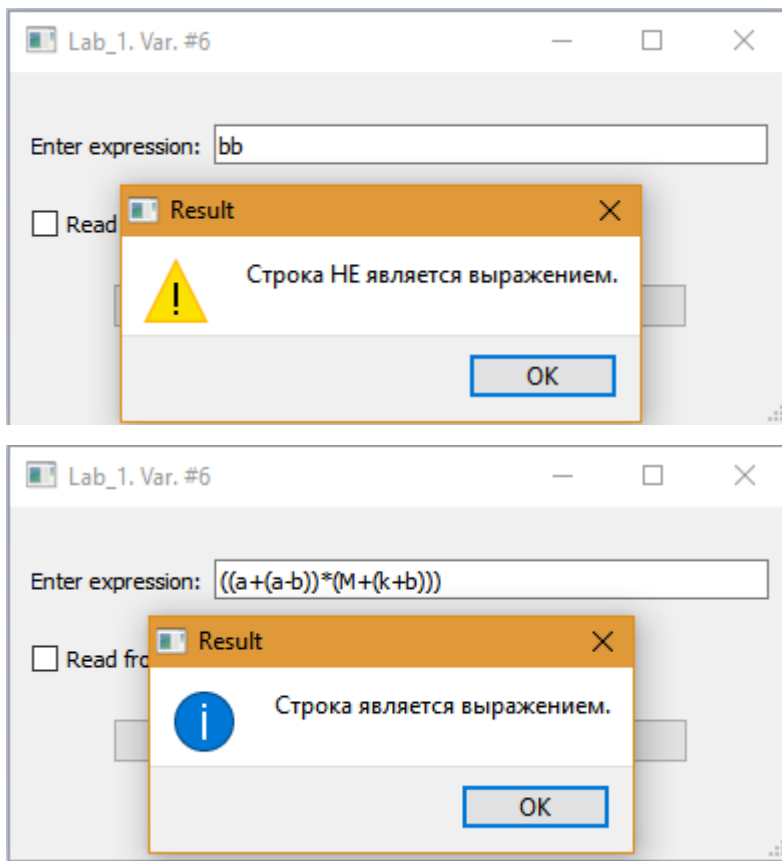 Lab_1. Var. #6
Enter expression: bb
Read
Result
Строка НЕ является выражением.
OK
Lab_1. Var. #6
Enter expression: ((a+(a-b))*(M+(k+b)))
Read fro
Result
Строка является выражением.
OK